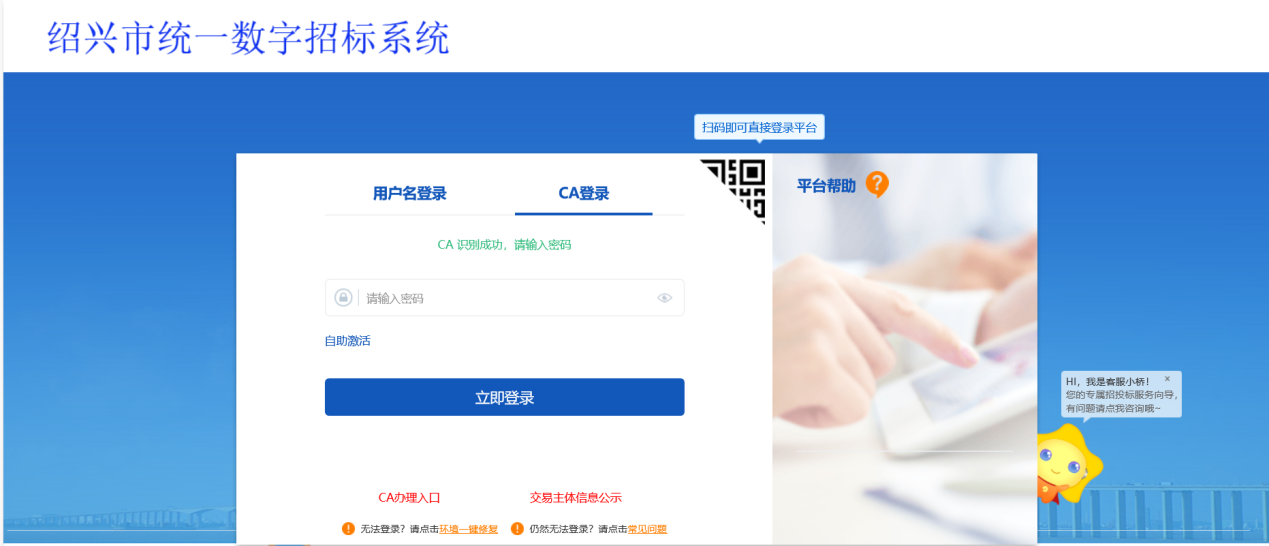 绍兴市统一数字招标系统
扫码即可直接登录平台
用户名登录
CA登录
平台帮助
CA 识别成功，请输入密码
请输入密码
自助激活
立即登录
HI，我是客服小桥！ ×
您的专属招投标服务向导，
有问题请点我咨询哦~
CA办理入口
交易主体信息公示
无法登录？请点击环境一键修复
仍然无法登录？请点击常见问题